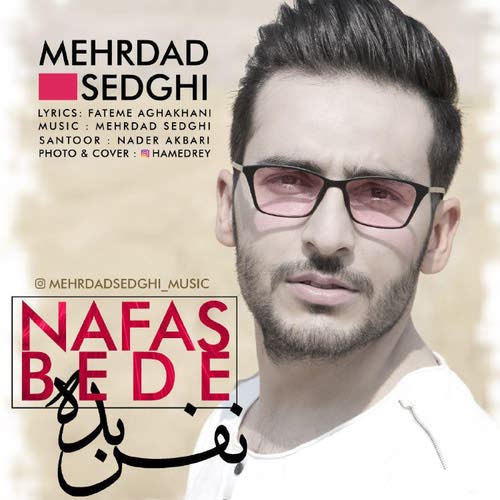 MEHRDAD
SEDGHI
LYRICS: FATEME AGHAKHANI
MUSIC : MEHRDAD SEDGHI
SANTOOR : NADER AKBARI
PHOTO & COVER : HAMEDREY
MEHRDADSEDGHI_MUSIC
NAFAS
BEDE
نفس بده